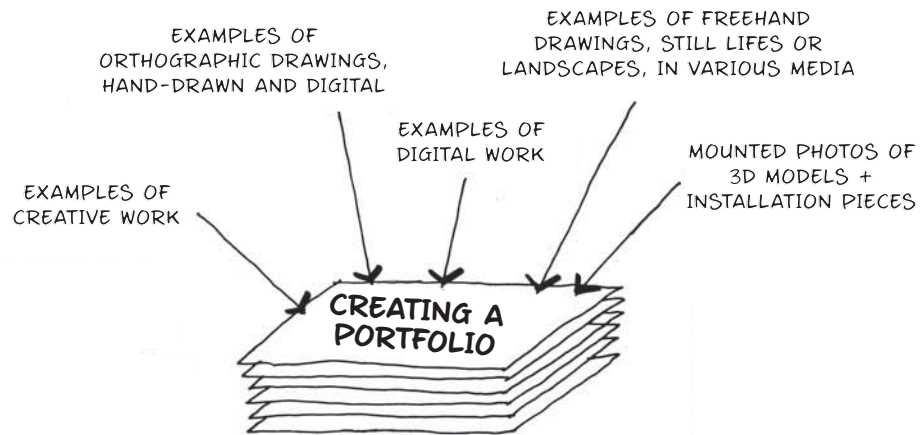 EXAMPLES OF
CREATIVE WORK
EXAMPLES OF
ORTHOGRAPHIC DRAWINGS,
HAND-DRAWN AND DIGITAL
EXAMPLES OF
DIGITAL WORK
EXAMPLES OF FREEHAND
DRAWINGS, STILL LIFES OR
LANDSCAPES, IN VARIOUS MEDIA
MOUNTED PHOTOS OF
3D MODELS +
INSTALLATION PIECES
CREATING A
PORTFOLIO